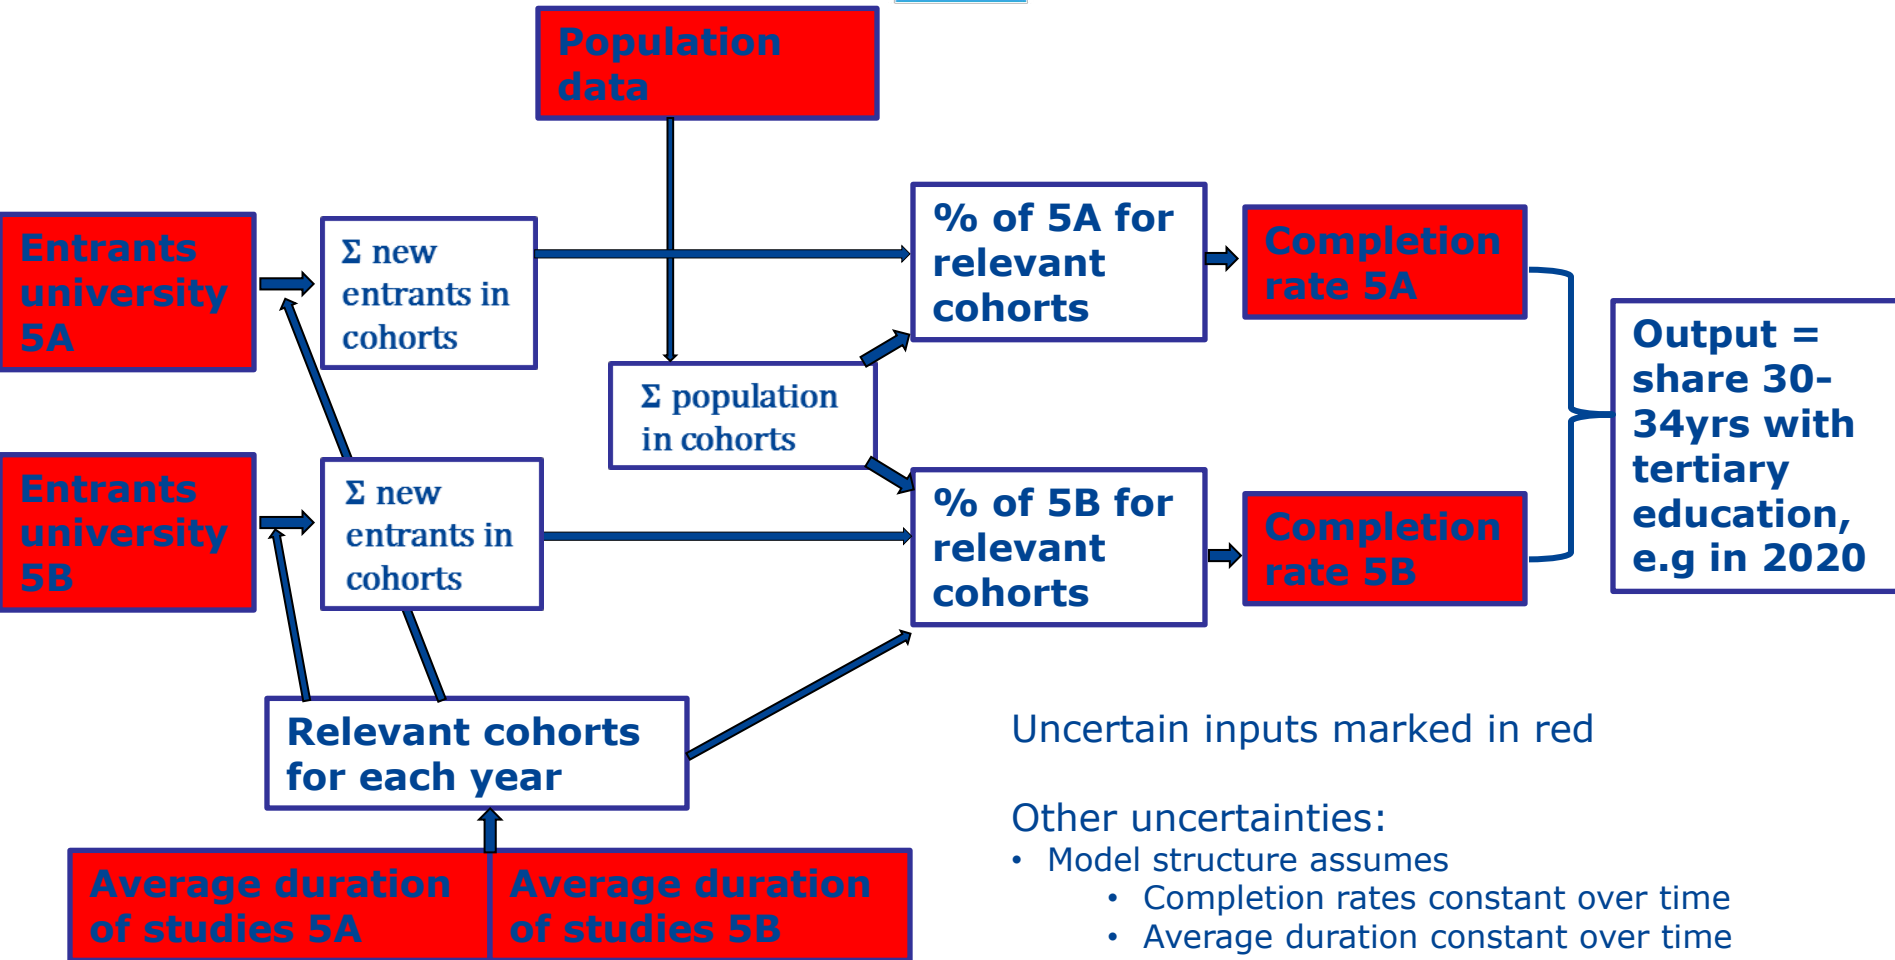 Population
data
Entrants
university
5A
Σ new
entrants in
cohorts
% of 5A for
relevant
cohorts
Completion
rate 5A
Σ population
in cohorts
Output =
share 30-
34yrs with
tertiary
education,
e.g in 2020
Entrants
university
5B
Σ new
entrants in
cohorts
% of 5B for
relevant
cohorts
Completion
rate 5B
Relevant cohorts
for each year
Average duration
of studies 5A
Average duration
of studies 5B
Uncertain inputs marked in red
Other uncertainties:
• Model structure assumes
• Completion rates constant over time
• Average duration constant over time